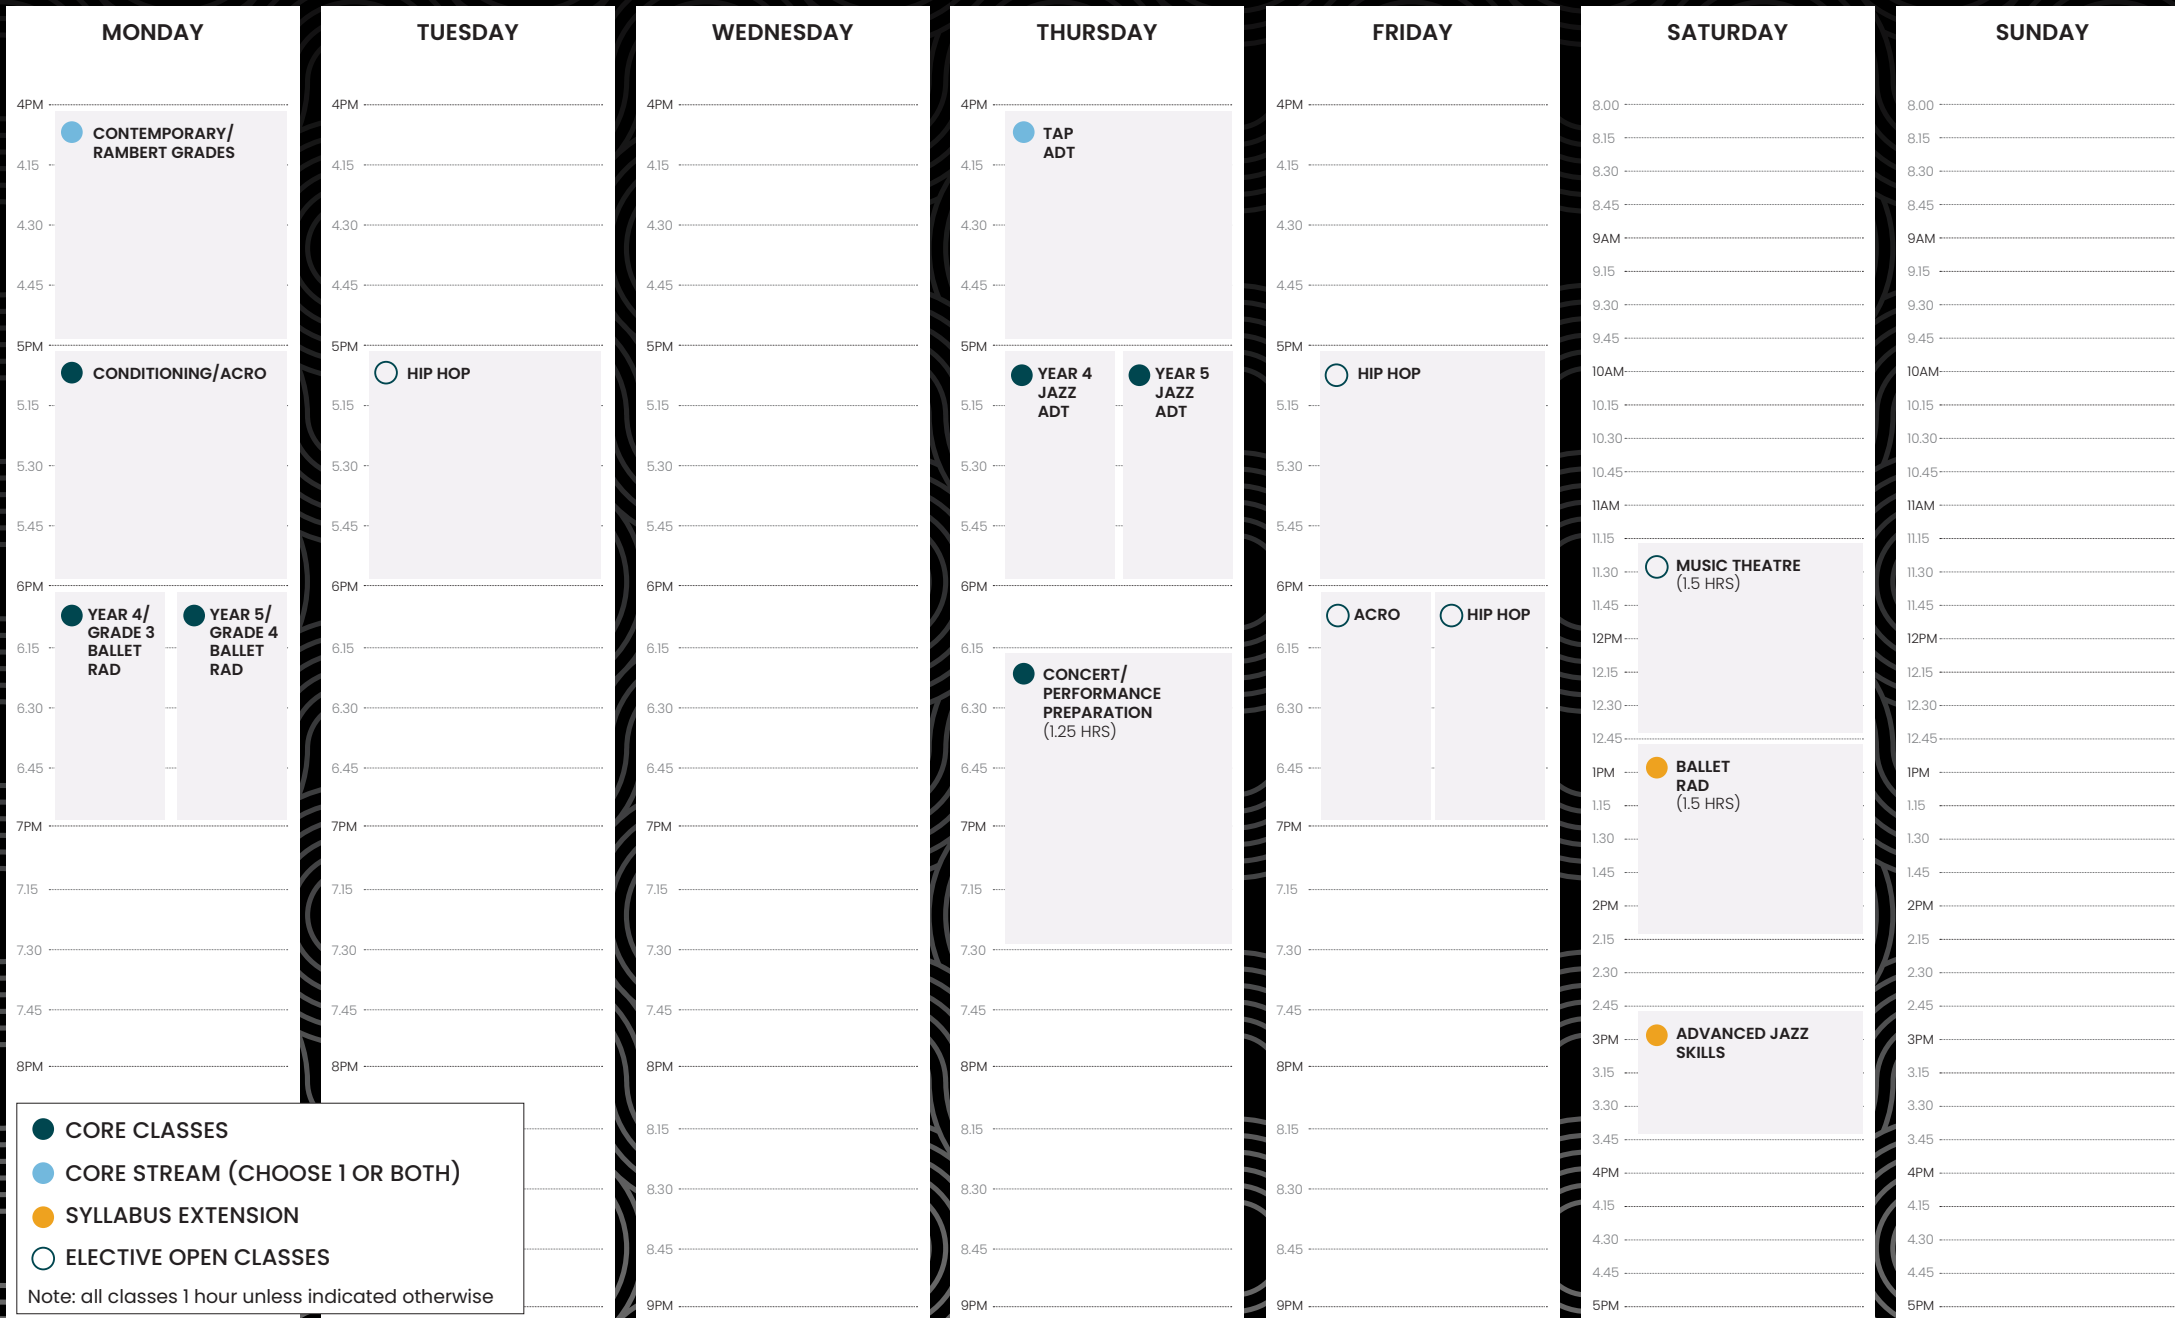 MONDAY
4PM
CONTEMPORARY/
RAMBERT GRADES
4.15
4.30
4.45
5PM
CONDITIONING/ACRO
5.15
5.30
5.45
6PM
YEAR 4/
GRADE 3
BALLET
RAD
YEAR 5/
GRADE 4
BALLET
RAD
6.15
6.30
6.45
7PM
7.15
7.30
7.45
8PM
TUESDAY
4PM
4.15
4.30
4.45
5PM
HIP HOP
5.15
5.30
5.45
6PM
6.15
6.30
6.45
7PM
7.15
7.30
7.45
8PM
WEDNESDAY
4PM
4.15
4.30
4.45
5PM
5.15
5.30
5.45
6PM
6.15
6.30
6.45
7PM
7.15
7.30
7.45
8PM
8.15
8.30
8.45
9PM
THURSDAY
4PM
TAP
ADT
4.15
4.30
4.45
5PM
YEAR 4
JAZZ
ADT
YEAR 5
JAZZ
ADT
5.15
5.30
5.45
6PM
6.15
CONCERT/
PERFORMANCE
PREPARATION
(1.25 HRS)
6.30
6.45
7PM
7.15
7.30
7.45
8PM
8.15
8.30
8.45
9PM
FRIDAY
4PM
4.15
4.30
4.45
5PM
HIP HOP
5.15
5.30
5.45
6PM
ACRO
HIP HOP
6.15
6.30
6.45
7PM
7.15
7.30
7.45
8PM
8.15
8.30
8.45
9PM
SATURDAY
8.00
8.15
8.30
8.45
9AM
9.15
9.30
9.45
10AM
10.15
10.30
10.45
11AM
11.15
MUSIC THEATRE
(1.5 HRS)
11.30
11.45
12PM
12.15
12.30
12.45
BALLET
RAD
(1.5 HRS)
1PM
1.15
1.30
1.45
2PM
2.15
2.30
2.45
ADVANCED JAZZ
SKILLS
3PM
3.15
3.30
3.45
4PM
4.15
4.30
4.45
5PM
SUNDAY
8.00
8.15
8.30
8.45
9AM
9.15
9.30
9.45
10AM
10.15
10.30
10.45
11AM
11.15
11.30
11.45
12PM
12.15
12.30
12.45
1PM
1.15
1.30
1.45
2PM
2.15
2.30
2.45
3PM
3.15
3.30
3.45
4PM
4.15
4.30
4.45
5PM
CORE CLASSES
CORE STREAM (CHOOSE 1 OR BOTH)
SYLLABUS EXTENSION
ELECTIVE OPEN CLASSES
Note: all classes 1 hour unless indicated otherwise